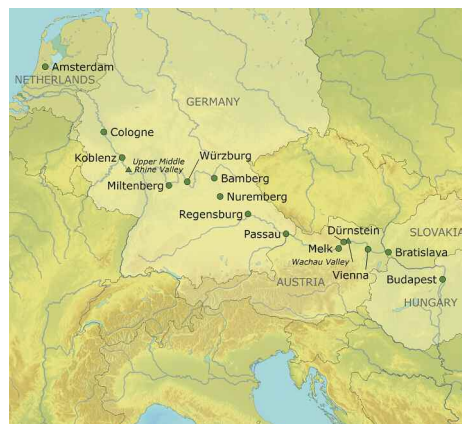 Amsterdam
NETHERLANDS
GERMANY
Cologne
Koblenz
Upper Middle
Rhine Valley
Würzburg
Miltenberg
Bamberg
Nuremberg
Regensburg
Passau
Dürnstein
SLOVAKIA
Melk
Bratislava
Wachau Valley
Vienna
AUSTRIA
Budapest
HUNGARY